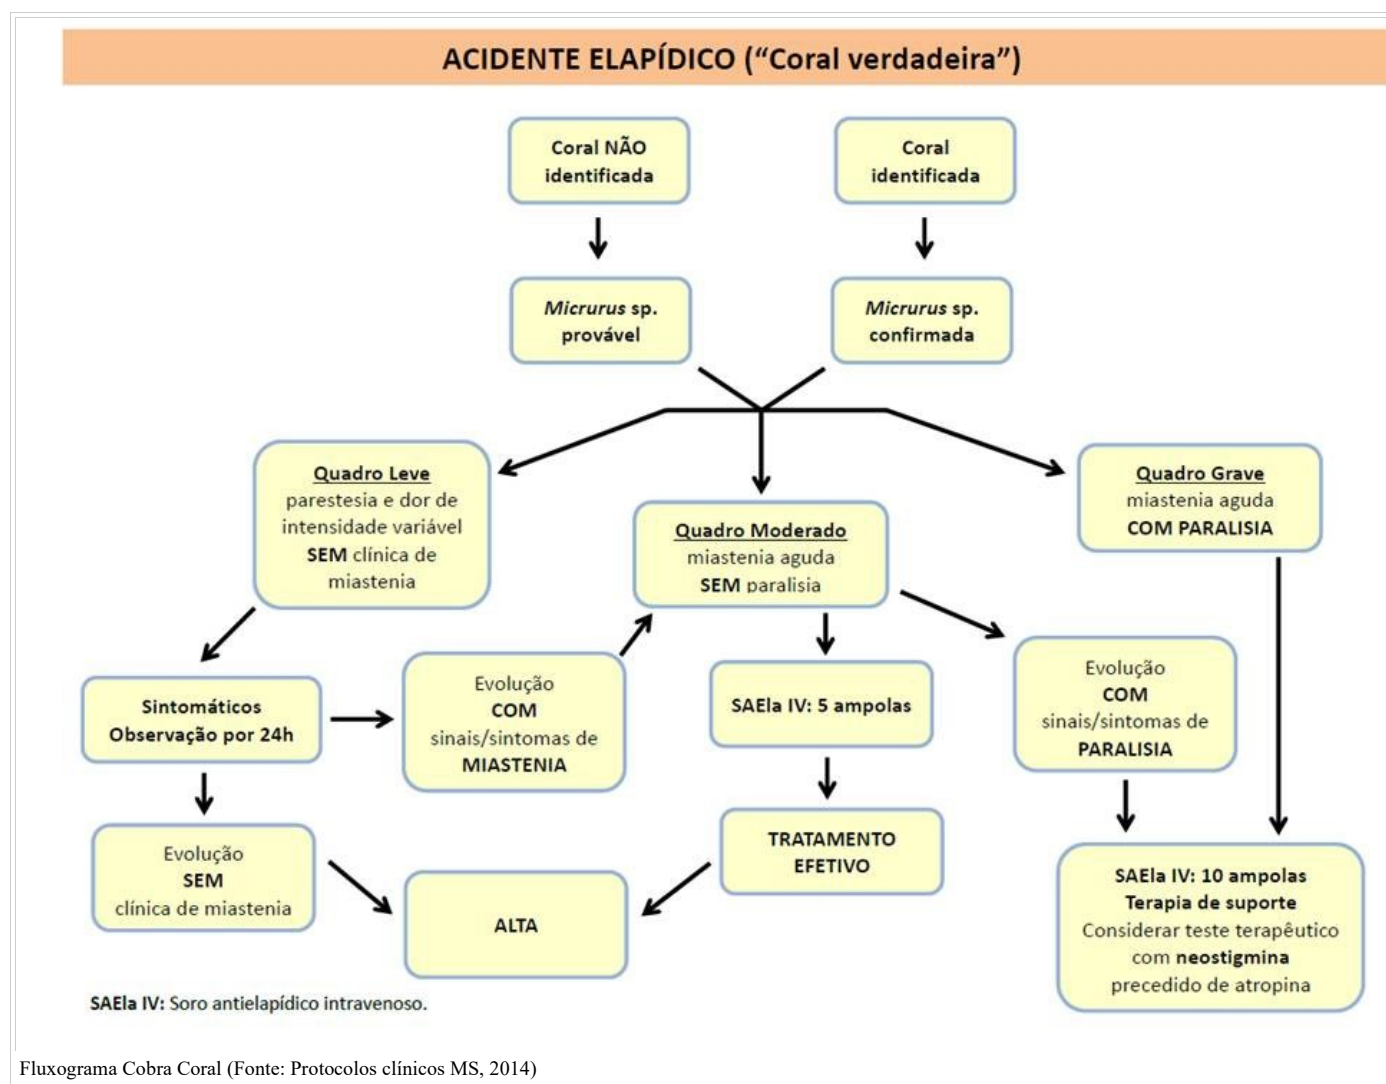 ACIDENTE ELAPÍDICO (“Coral verdadeira”)
Coral NÃO
identificada
Coral
identificada
Micrurus sp.
provável
Micrurus sp.
confirmada
Quadro Leve
parestesia e dor de
intensidade variável
SEM clínica de
miastenia
Quadro Moderado
miastenia aguda
SEM paralisia
Quadro Grave
miastenia aguda
COM PARALISIA
Sintomáticos
Observação por 24h
Evolução
COM
sinais/sintomas de
MIASTENIA
SAEla IV: 5 ampolas
Evolução
COM
sinais/sintomas de
PARALISIA
Evolução
SEM
clínica de miastenia
ALTA
TRATAMENTO
EFETIVO
SAEla IV: 10 ampolas
Terapia de suporte
Considerar teste terapêutico
com neostigmina
precedido de atropina
SAEla IV: Soro antielapídico intravenoso.
Fluxograma Cobra Coral (Fonte: Protocolos clínicos MS, 2014)